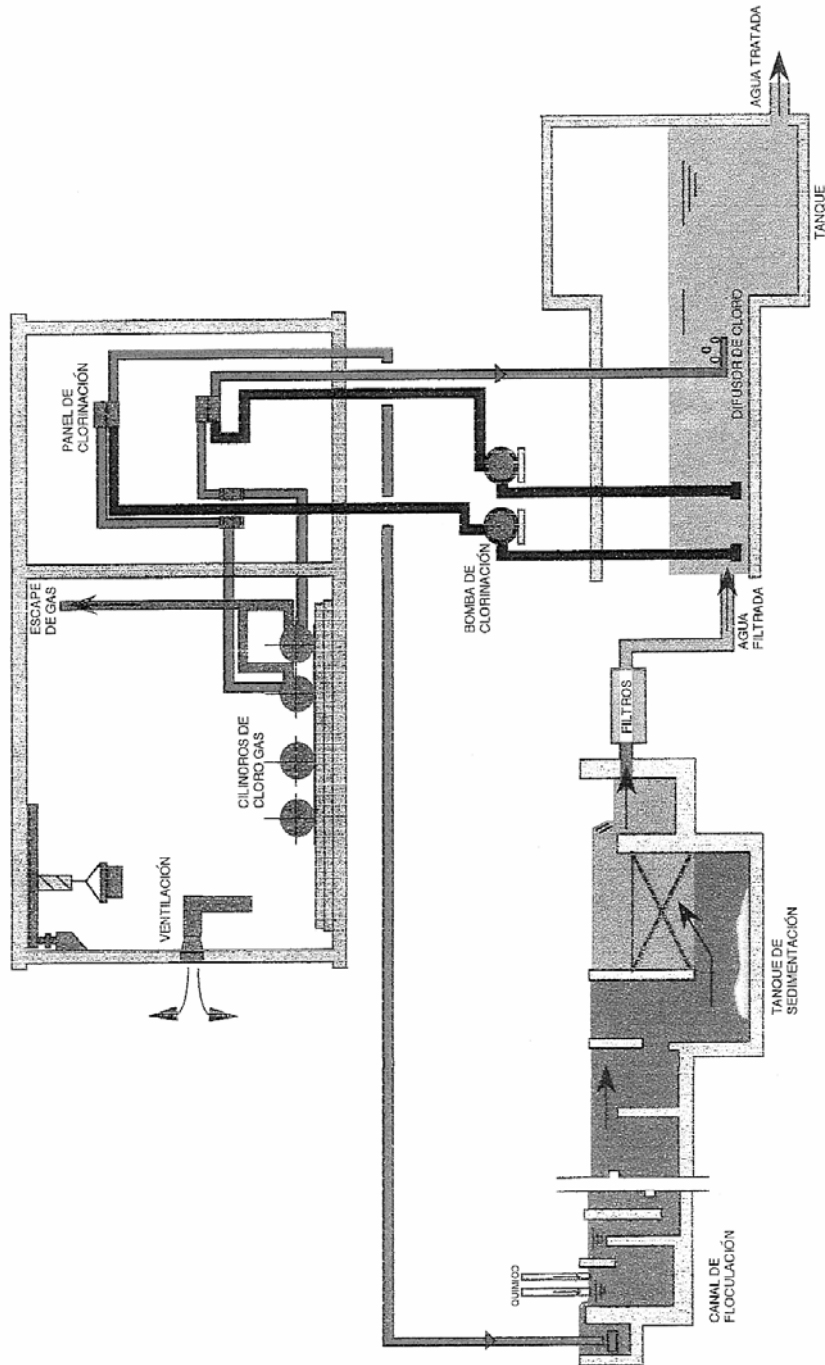 ESCAPE
DE GAS
PANEL DE
CLORINACIÓN
VENTILACIÓN
CILINDROS DE
CLORO GAS
BOMBA DE
CLORINACIÓN
QUIMICO
CANAL DE
FLOCULACIÓN
TANQUE DE
SEDIMENTACIÓN
FILTROS
AGUA
FILTRADA
DIFUSOR DE CLORO
TANQUE
AGUA TRATADA